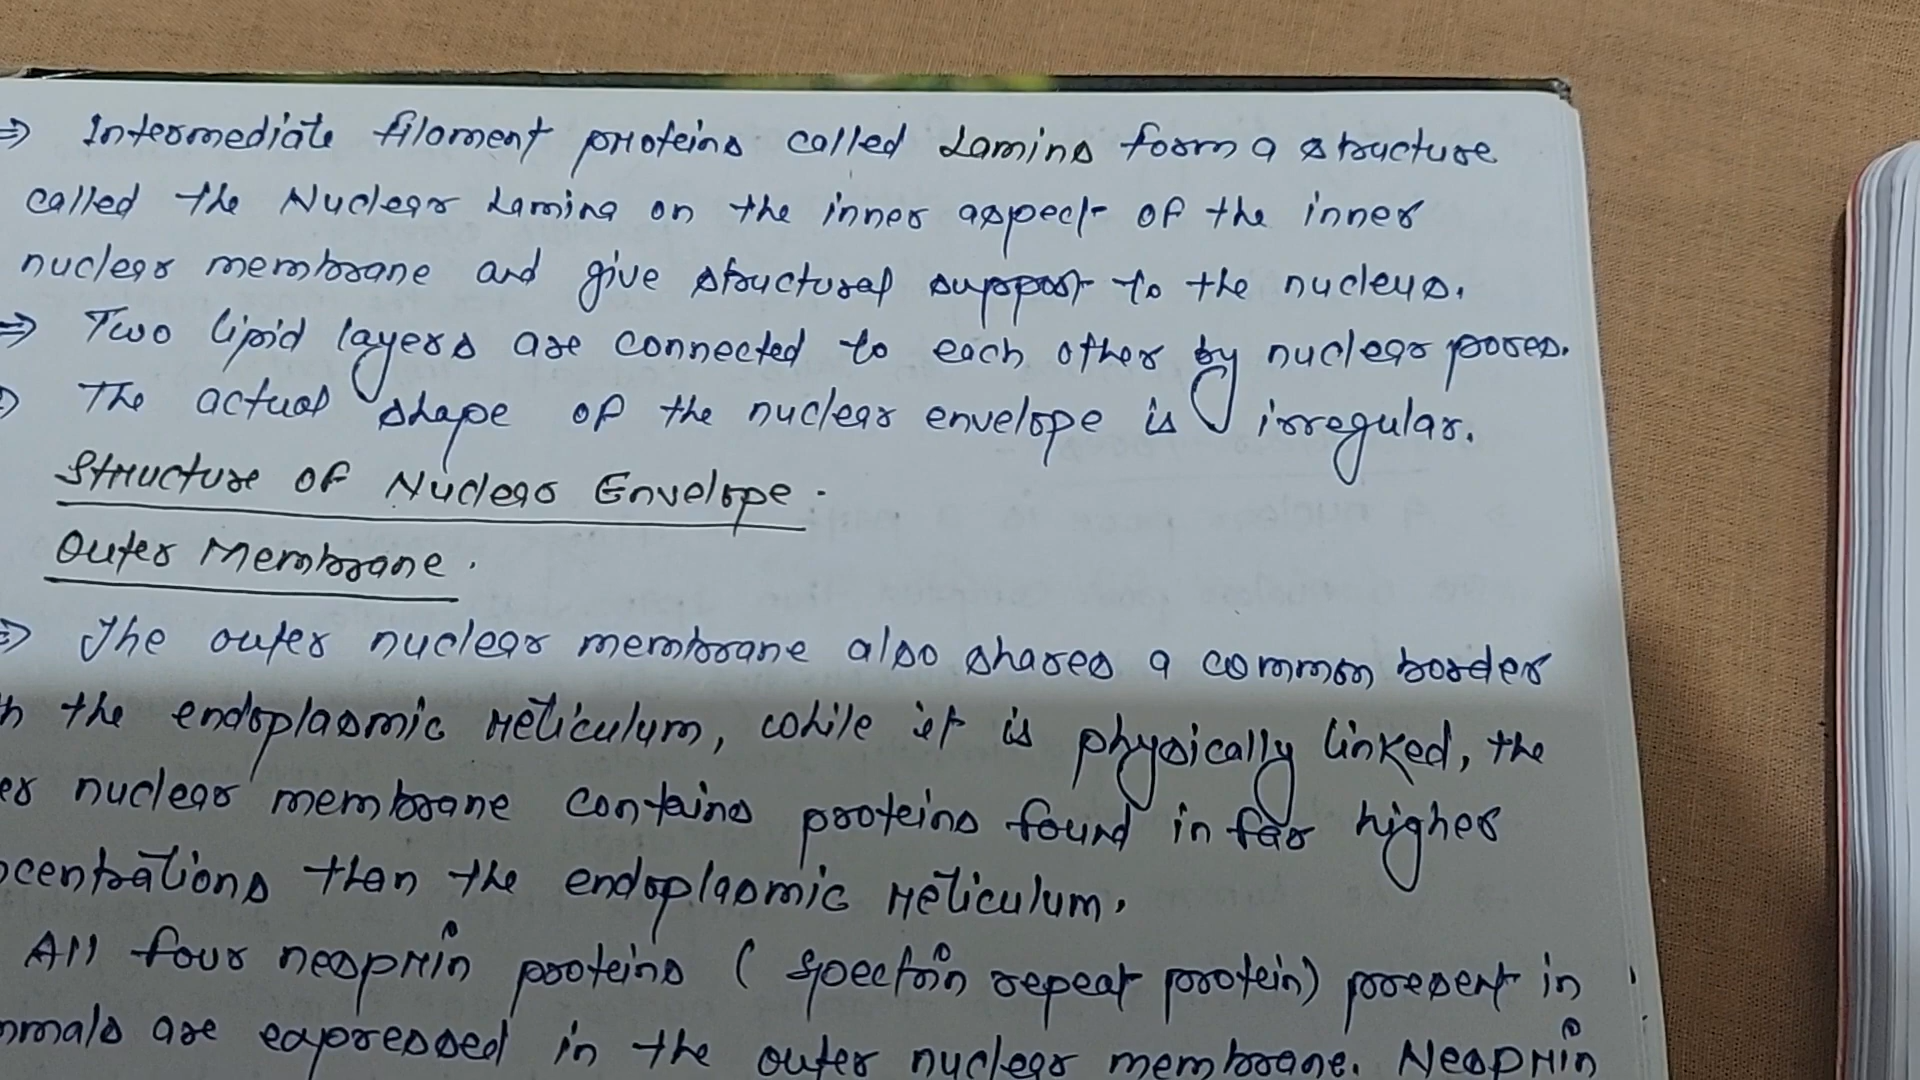 ⇒ Intermediate filament proteins called Lamins form a structure
called the Nuclear Lamina on the inner aspect of the inner
nuclear membrane and give structural support to the nucleus.
⇒ Two lipid layers are connected to each other by nuclear pores.
⇒ The actual shape of the nuclear envelope is irregular.
Structure of Nuclear Envelope.
Outer Membrane.
⇒ The outer nuclear membrane also shares a common border
h the endoplasmic reticulum, while it is physically linked, the
er nuclear membrane contains proteins found in far higher
centrations than the endoplasmic reticulum.
All four nesprin proteins (spectrin repeat protein) present in
mmals are expressed in the outer nuclear membrane. Nesprin